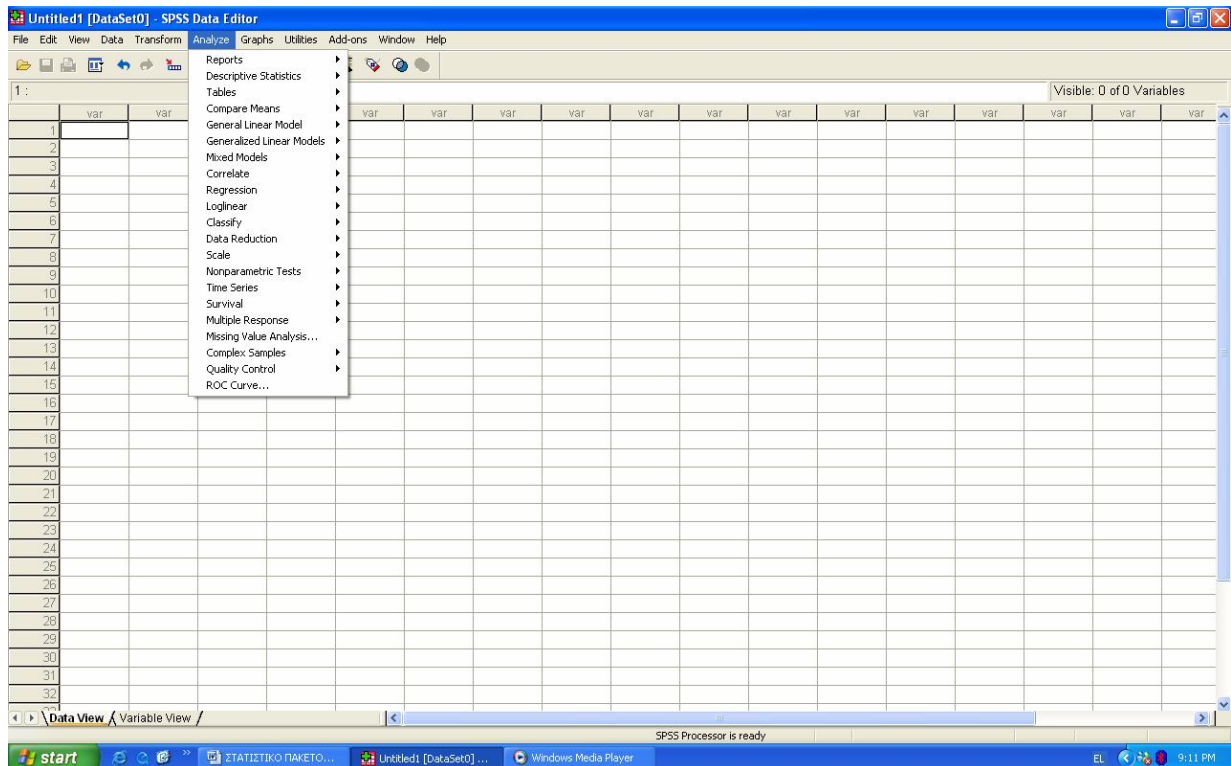 Untitled1 [DataSet0] - SPSS Data Editor
File Edit View Data Transform Analyze Graphs Utilities Add-ons Window Help
1 :
Visible: 0 of 0 Variables
var var var var var var var var var var var var var var var
Reports
Descriptive Statistics
Tables
Compare Means
General Linear Model
Generalized Linear Models
Mixed Models
Correlate
Regression
Loglinear
Classify
Data Reduction
Scale
Nonparametric Tests
Time Series
Survival
Multiple Response
Missing Value Analysis...
Complex Samples
Quality Control
ROC Curve...
1
2
3
4
5
6
7
8
9
10
11
12
13
14
15
16
17
18
19
20
21
22
23
24
25
26
27
28
29
30
31
32
Data View Variable View
SPSS Processor is ready
start » ΣΤΑΤΙΣΤΙΚΟ ΠΑΚΕΤΟ... Untitled1 [DataSet0] ... Windows Media Player EL 9:11 PM